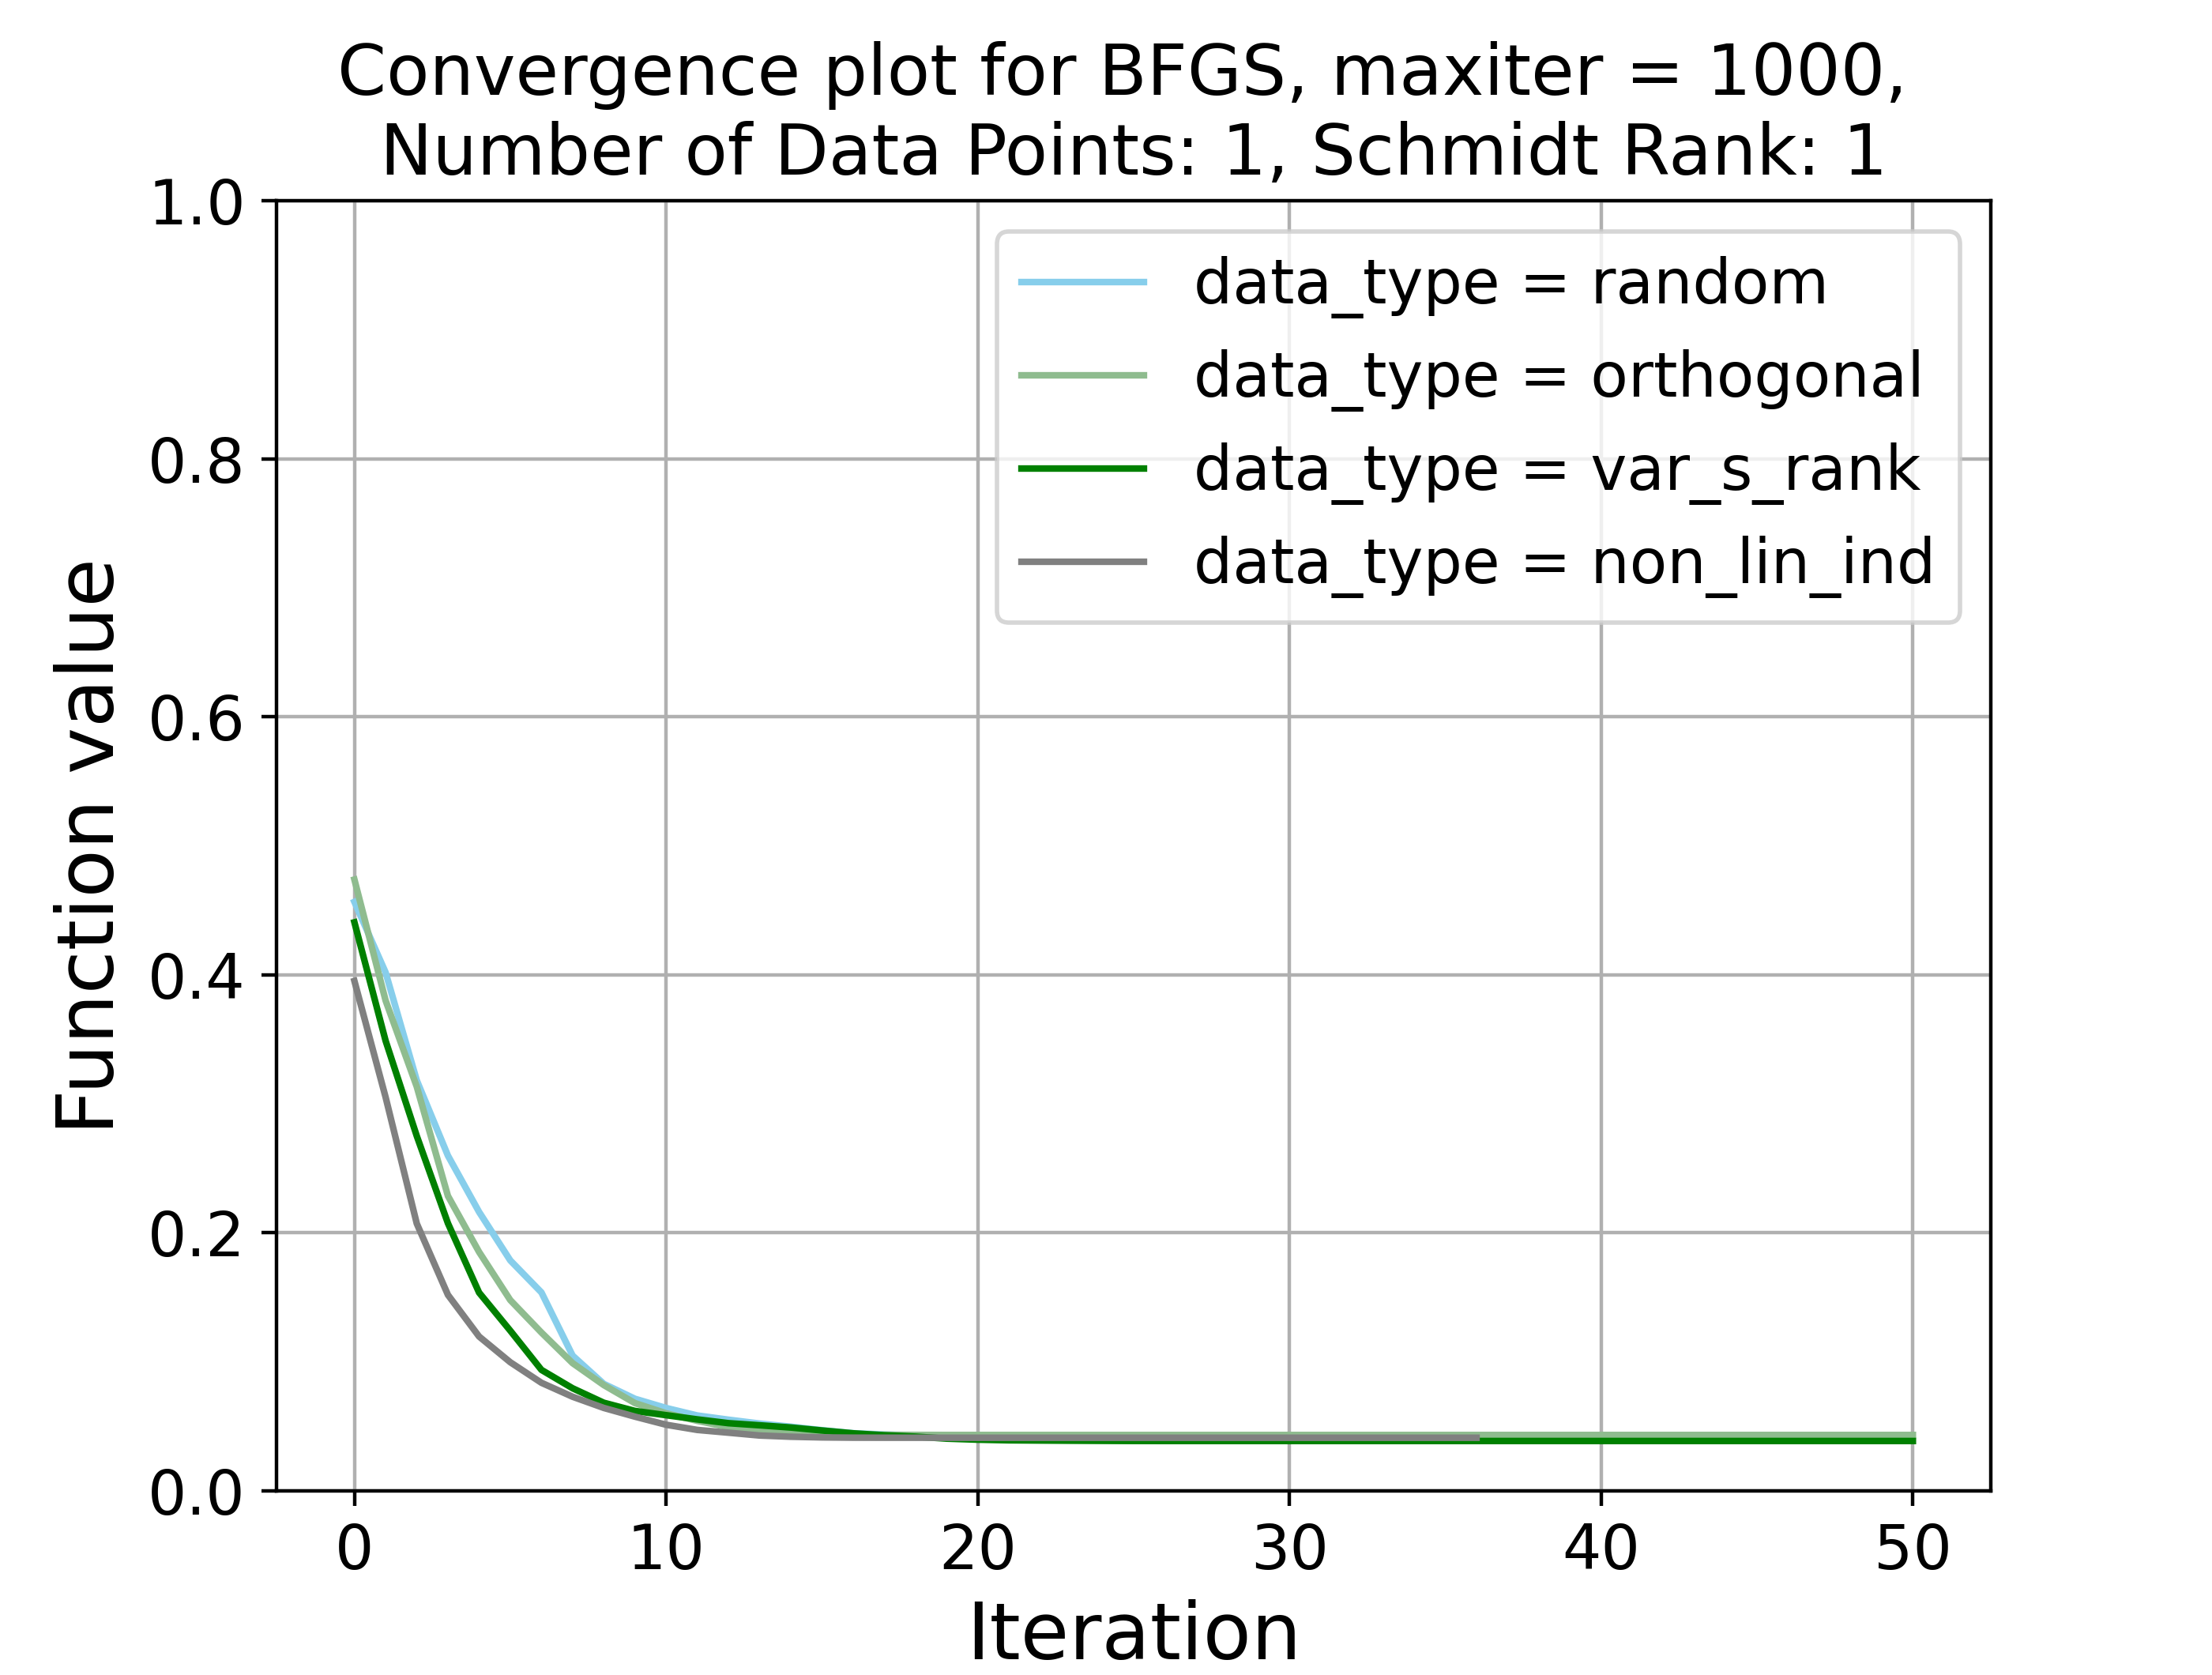 Convergence plot for BFGS, maxiter = 1000,
Number of Data Points: 1, Schmidt Rank: 1
1.0
0.8
0.6
0.4
0.2
0.0
Function value
data_type = random
data_type = orthogonal
data_type = var_s_rank
data_type = non_lin_ind
0 10 20 30 40 50
Iteration